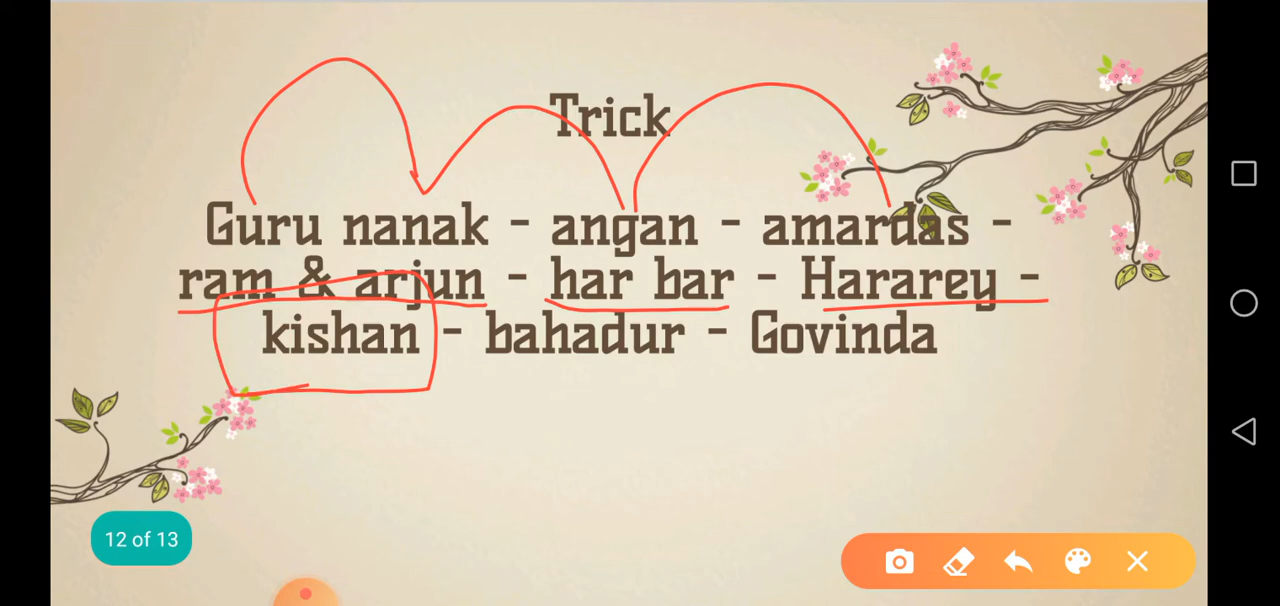 Trick
Guru nanak - angan - amardas -
ram & arjun - har bar - Hararey -
kishan - bahadur - Govinda
12 of 13